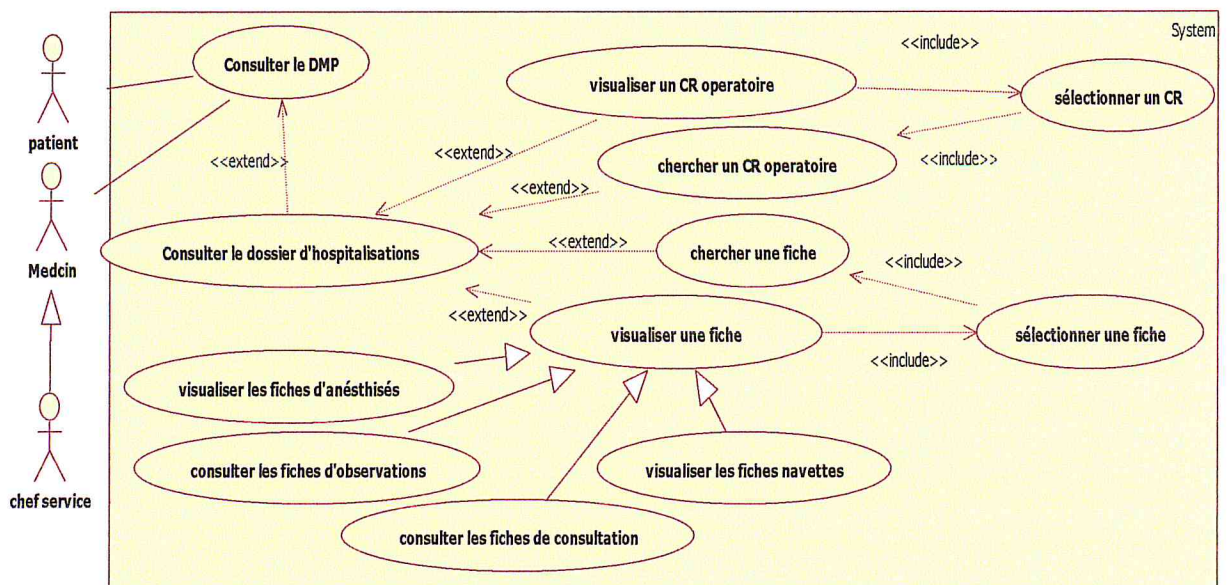 System
<<include>>
Consulter le DMP
visualiser un CR operatoire
sélectionner un CR
patient
<<extend>>
<<extend>>
chercher un CR operatoire
<<include>>
<<extend>>
Medcin
Consulter le dossier d'hospitalisations
<<extend>>
chercher une fiche
<<include>>
<<extend>>
visualiser une fiche
sélectionner une fiche
<<include>>
visualiser les fiches d'anésthisés
consulter les fiches d'observations
visualiser les fiches navettes
chef service
consulter les fiches de consultation